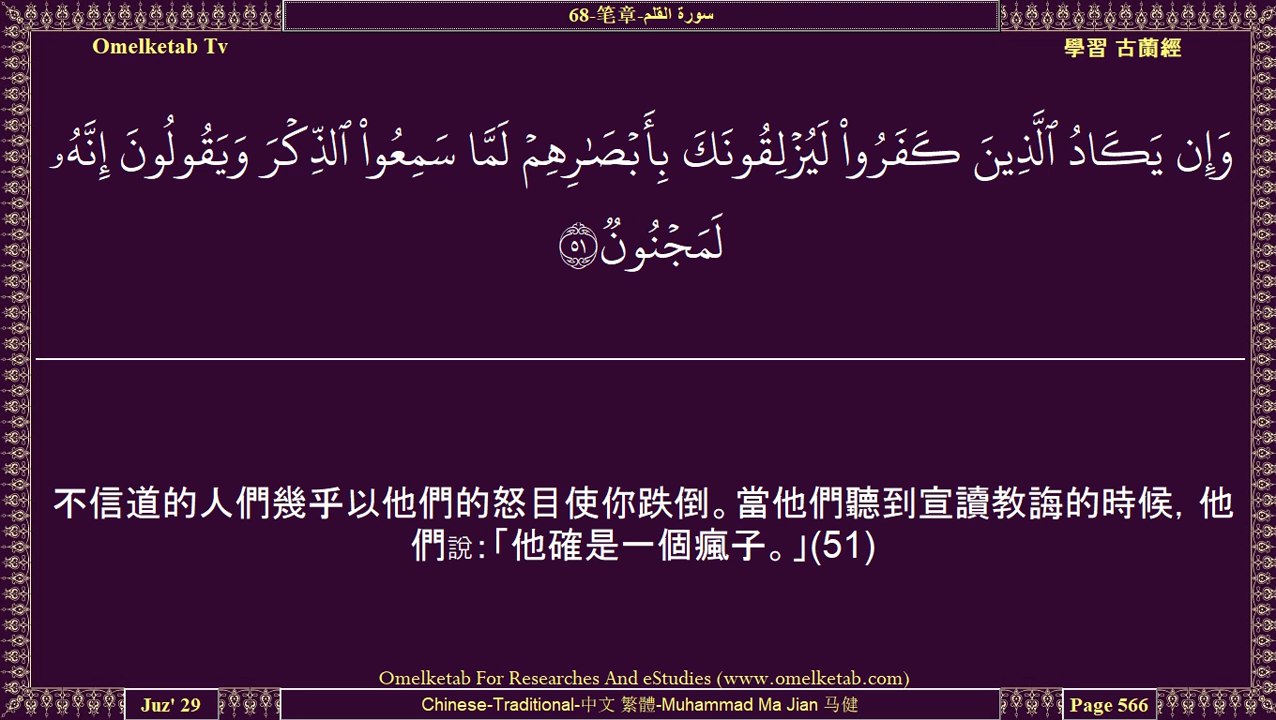 68-笔章-سورة القلم
Omelketab Tv
學習 古蘭經
وَإِن يَكَادُ ٱلَّذِينَ كَفَرُوا۟ لَيُزْلِقُونَكَ بِأَبْصَـٰرِهِمْ لَمَّا سَمِعُوا۟ ٱلذِّكْرَ وَيَقُولُونَ إِنَّهُۥ
لَمَجْنُونٌ ٥١
不信道的人們幾乎以他們的怒目使你跌倒。當他們聽到宣讀教誨的時候，他
們說：「他確是一個瘋子。」(51)
Omelketab For Researches And eStudies (www.omelketab.com)
Juz' 29
Chinese-Traditional-中文 繁體-Muhammad Ma Jian 马健
Page 566